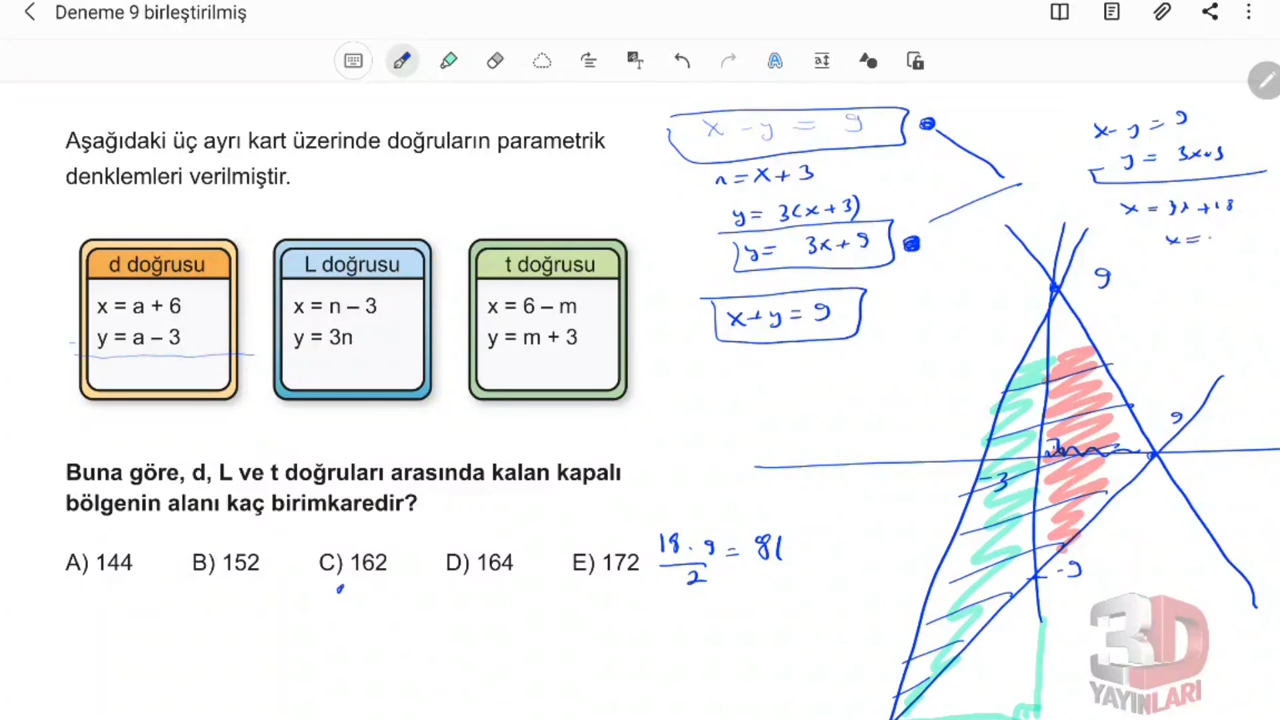 Deneme 9 birleştirilmiş
Aşağıdaki üç ayrı kart üzerinde doğruların parametrik
denklemleri verilmiştir.
d doğrusu
x = a + 6
y = a – 3
L doğrusu
x = n – 3
y = 3n
t doğrusu
x = 6 – m
y = m + 3
Buna göre, d, L ve t doğruları arasında kalan kapalı
bölgenin alanı kaç birimkaredir?
A) 144 B) 152 C) 162 D) 164 E) 172
x – y = 9
n = x + 3
y = 3(x + 3)
y = 3x + 9
x + y = 9
x – y = 9
x =
9
9
-3
-9
18 . 9 = 81
2
3D
YAYINLARI